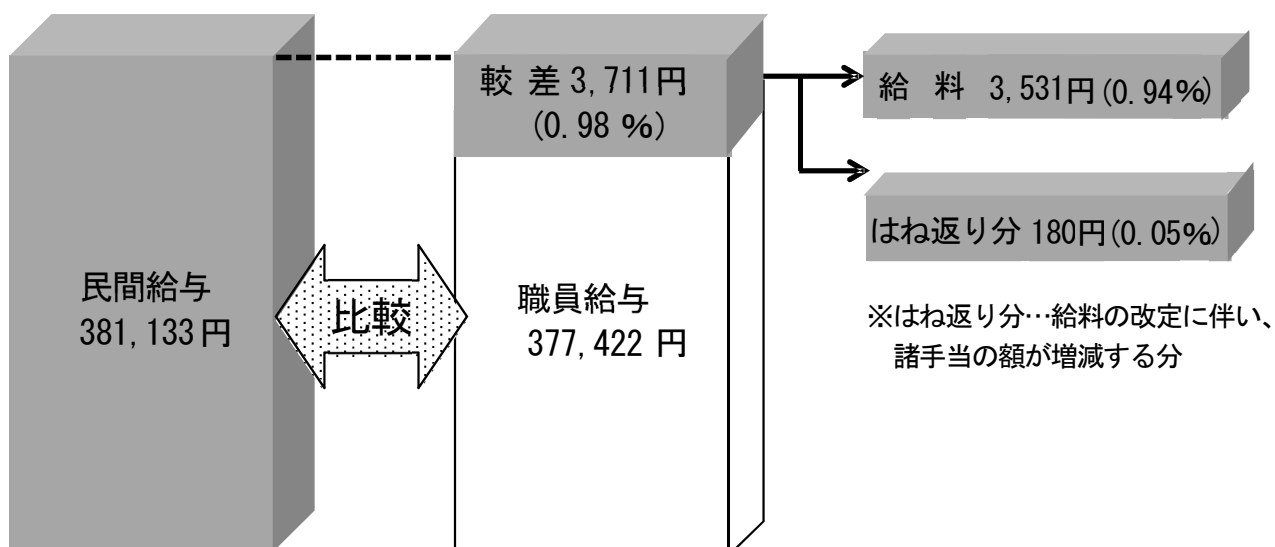 較 差 3,711円
(0.98 %)
給 料 3,531円(0.94%)
はね返り分 180円(0.05%)
民間給与
381,133円
比較
職員給与
377,422 円
※はね返り分…給料の改定に伴い、
諸手当の額が増減する分